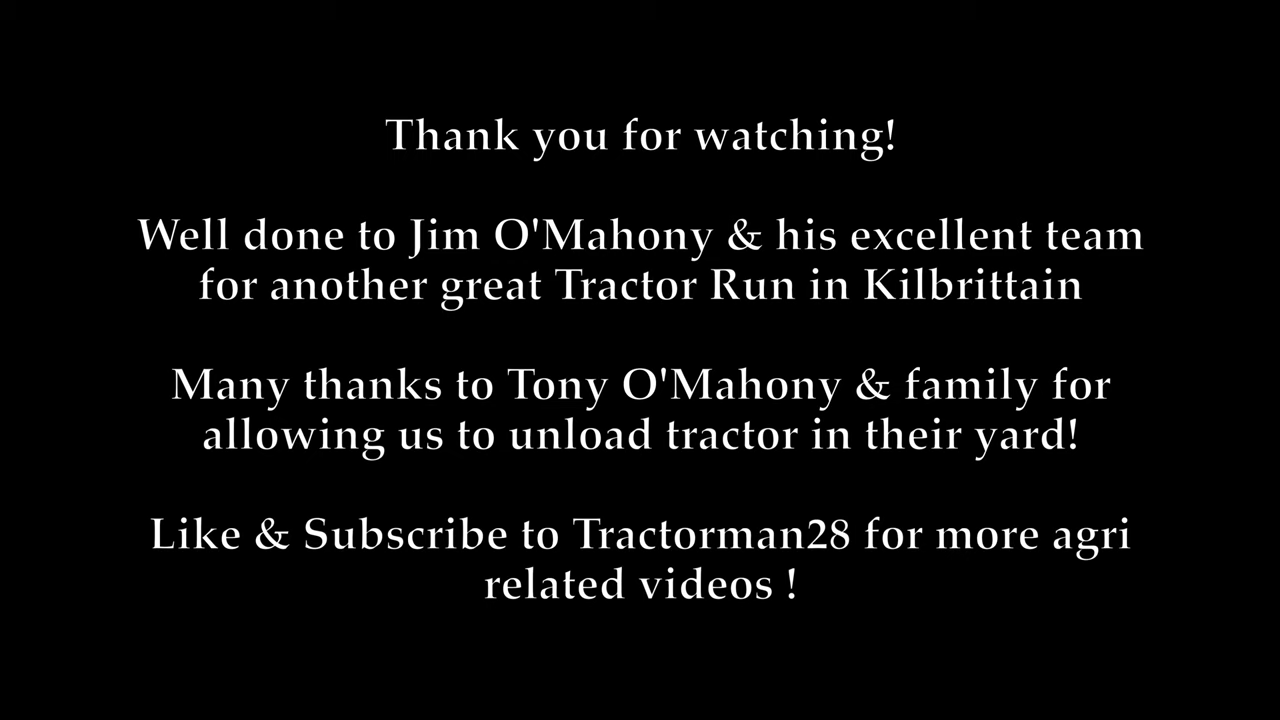 Thank you for watching!
Well done to Jim O'Mahony & his excellent team
for another great Tractor Run in Kilbrittain
Many thanks to Tony O'Mahony & family for
allowing us to unload tractor in their yard!
Like & Subscribe to Tractorman28 for more agri
related videos !